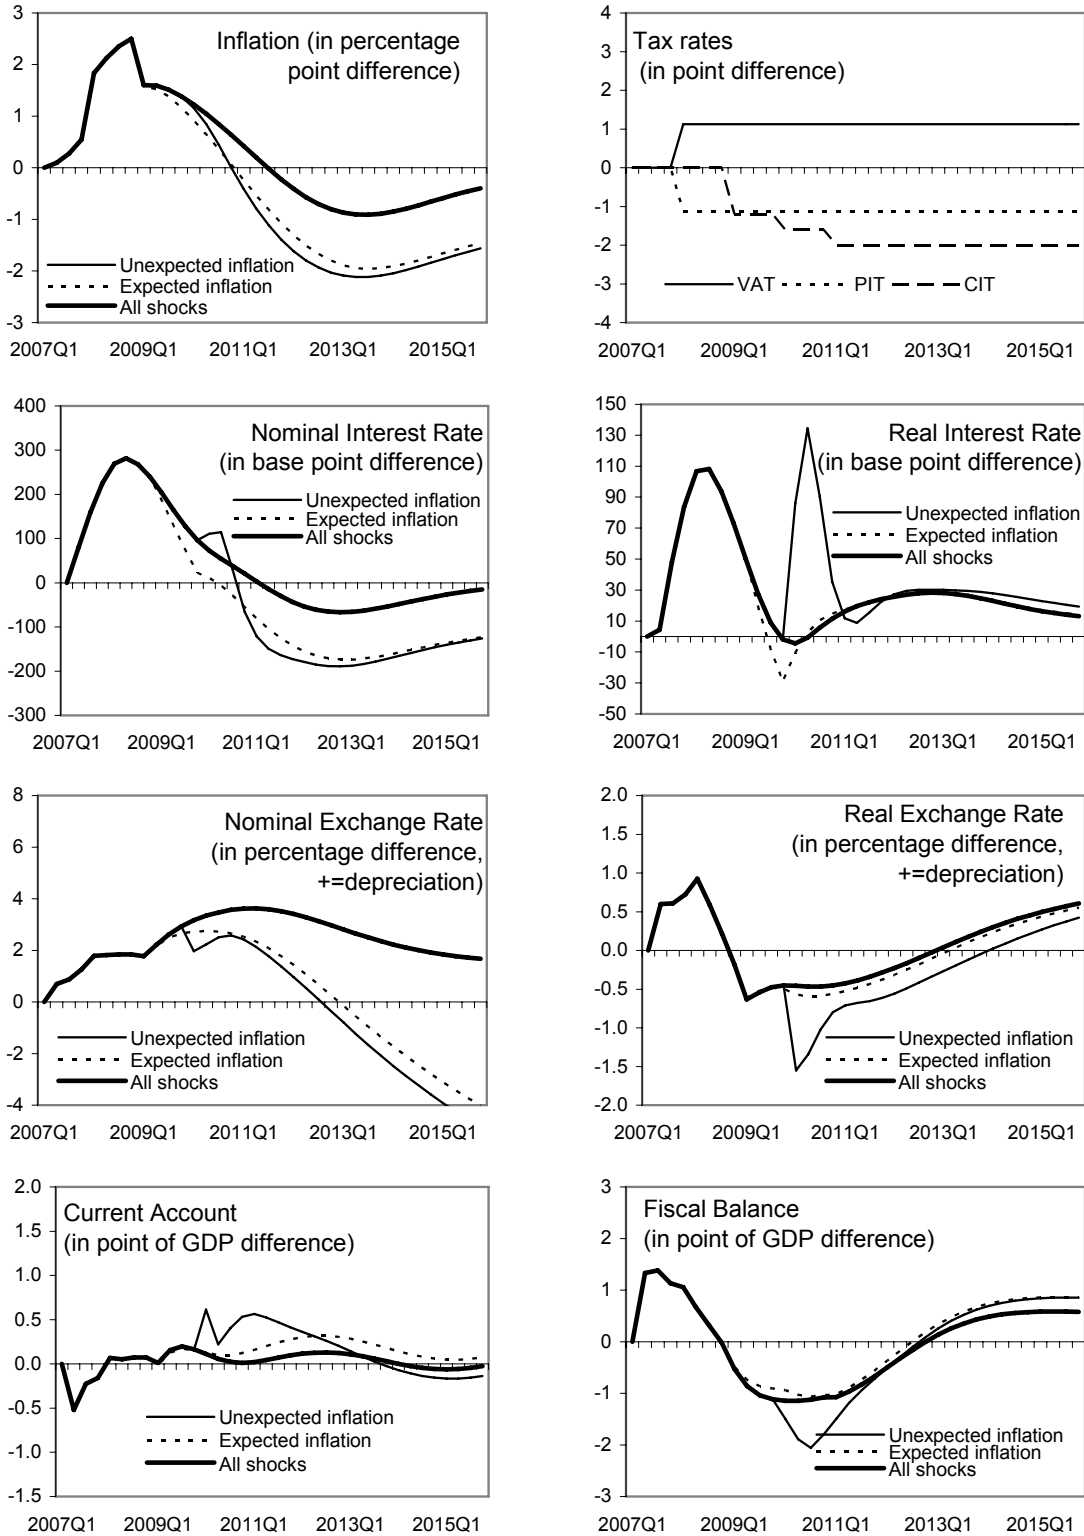 Inflation (in percentage
point difference)
3
2
1
0
-1
-2
-3
Unexpected inflation
Expected inflation
All shocks
2007Q1 2009Q1 2011Q1 2013Q1 2015Q1
Tax rates
(in point difference)
4
3
2
1
0
-1
-2
-3
-4
VAT PIT CIT
2007Q1 2009Q1 2011Q1 2013Q1 2015Q1
Nominal Interest Rate
(in base point difference)
400
300
200
100
0
-100
-200
-300
Unexpected inflation
Expected inflation
All shocks
2007Q1 2009Q1 2011Q1 2013Q1 2015Q1
Real Interest Rate
(in base point difference)
150
130
110
90
70
50
30
10
-10
-30
-50
Unexpected inflation
Expected inflation
All shocks
2007Q1 2009Q1 2011Q1 2013Q1 2015Q1
Nominal Exchange Rate
(in percentage difference,
+=depreciation)
8
6
4
2
0
-2
-4
Unexpected inflation
Expected inflation
All shocks
2007Q1 2009Q1 2011Q1 2013Q1 2015Q1
Real Exchange Rate
(in percentage difference,
+=depreciation)
2.0
1.5
1.0
0.5
0.0
-0.5
-1.0
-1.5
-2.0
Unexpected inflation
Expected inflation
All shocks
2007Q1 2009Q1 2011Q1 2013Q1 2015Q1
Current Account
(in point of GDP difference)
2.0
1.5
1.0
0.5
0.0
-0.5
-1.0
-1.5
Unexpected inflation
Expected inflation
All shocks
2007Q1 2009Q1 2011Q1 2013Q1 2015Q1
Fiscal Balance
(in point of GDP difference)
3
2
1
0
-1
-2
-3
Unexpected inflation
Expected inflation
All shocks
2007Q1 2009Q1 2011Q1 2013Q1 2015Q1